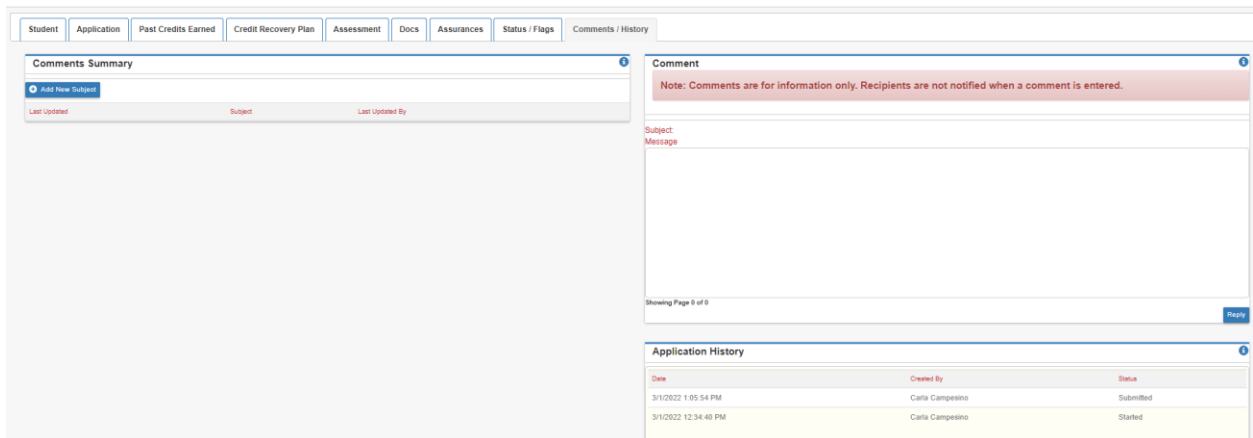 Student Application Past Credits Earned Credit Recovery Plan Assessment Docs Assurances Status / Flags Comments / History
Comments Summary
Add New Subject
Last Updated Subject Last Updated By
Comment
Note: Comments are for information only. Recipients are not notified when a comment is entered.
Subject:
Message
Showing Page 0 of 0
Reply
Application History
Date Created By Status
3/1/2022 1:05:54 PM Carla Campesino Submitted
3/1/2022 12:34:40 PM Carla Campesino Started